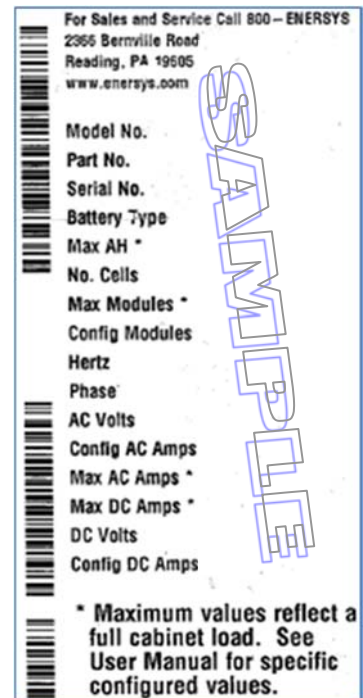 For Sales and Service Call 800 – ENERSYS
2366 Bernville Road
Reading, PA 19605
www.enersys.com
Model No.
Part No.
Serial No.
Battery Type
Max AH *
No. Cells
Max Modules *
Config Modules
Hertz
Phase
AC Volts
Config AC Amps
Max AC Amps *
Max DC Amps *
DC Volts
Config DC Amps
SAMPLE
* Maximum values reflect a
full cabinet load. See
User Manual for specific
configured values.